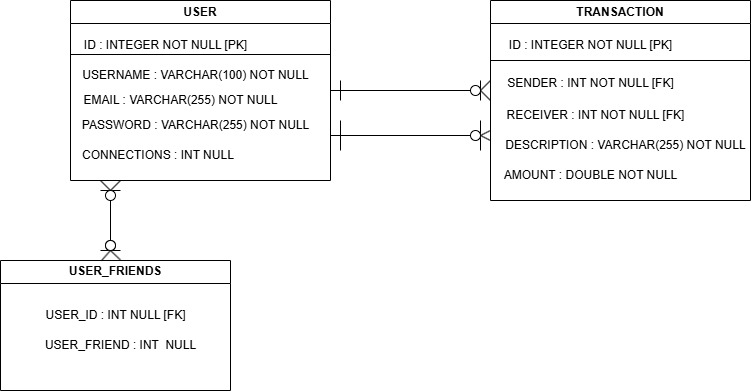 USER
ID : INTEGER NOT NULL [PK]
USERNAME : VARCHAR(100) NOT NULL
EMAIL : VARCHAR(255) NOT NULL
PASSWORD : VARCHAR(255) NOT NULL
CONNECTIONS : INT NULL
TRANSACTION
ID : INTEGER NOT NULL [PK]
SENDER : INT NOT NULL [FK]
RECEIVER : INT NOT NULL [FK]
DESCRIPTION : VARCHAR(255) NOT NULL
AMOUNT : DOUBLE NOT NULL
USER_FRIENDS
USER_ID : INT NULL [FK]
USER_FRIEND : INT  NULL